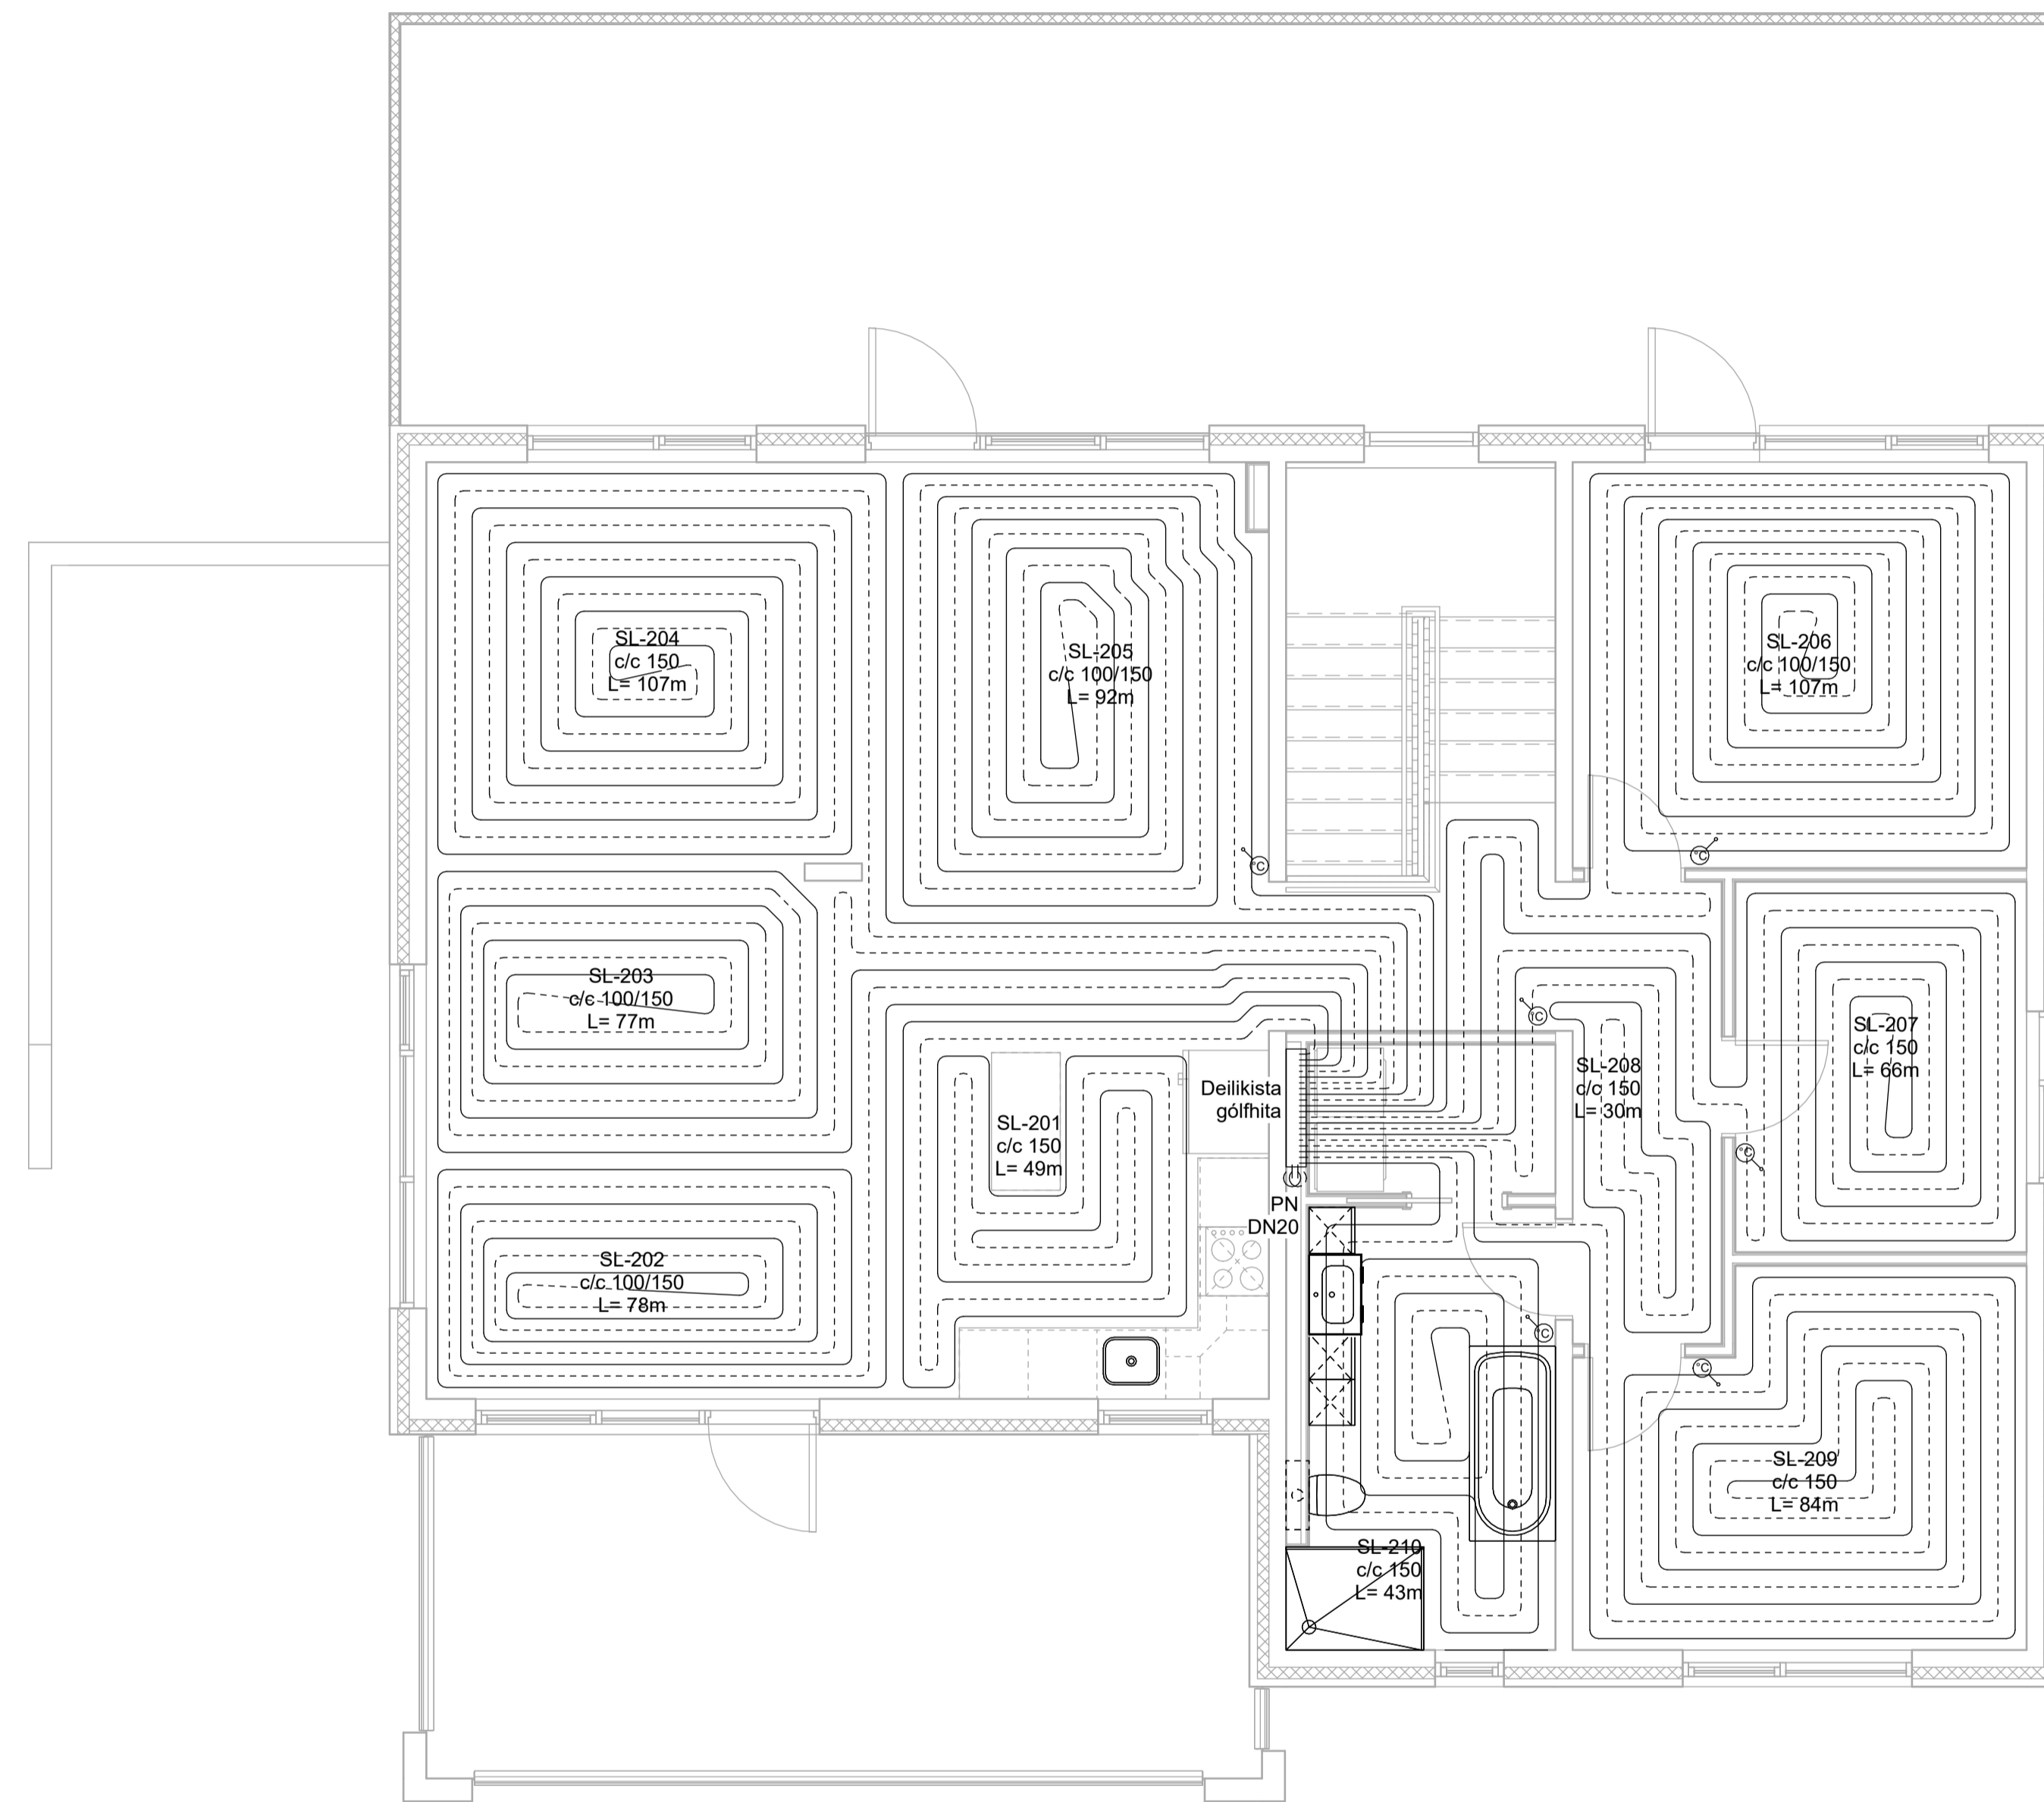 SL-204
c/c 150
L= 107m
SL-205
c/c 100/150
L= 92m
SL-206
c/c 100/150
L= 107m
°C
°C
SL-203
c/c 100/150
L= 77m
°C
SL-207
c/c 150
L= 66m
SL-208
c/c 150
L= 30m
Deilikista
gólfhita
SL-201
c/c 150
L= 49m
°C
PN
DN20
SL-202
c/c 100/150
L= 78m
°C
°C
SL-209
c/c 150
L= 84m
SL-210
c/c 150
L= 43m